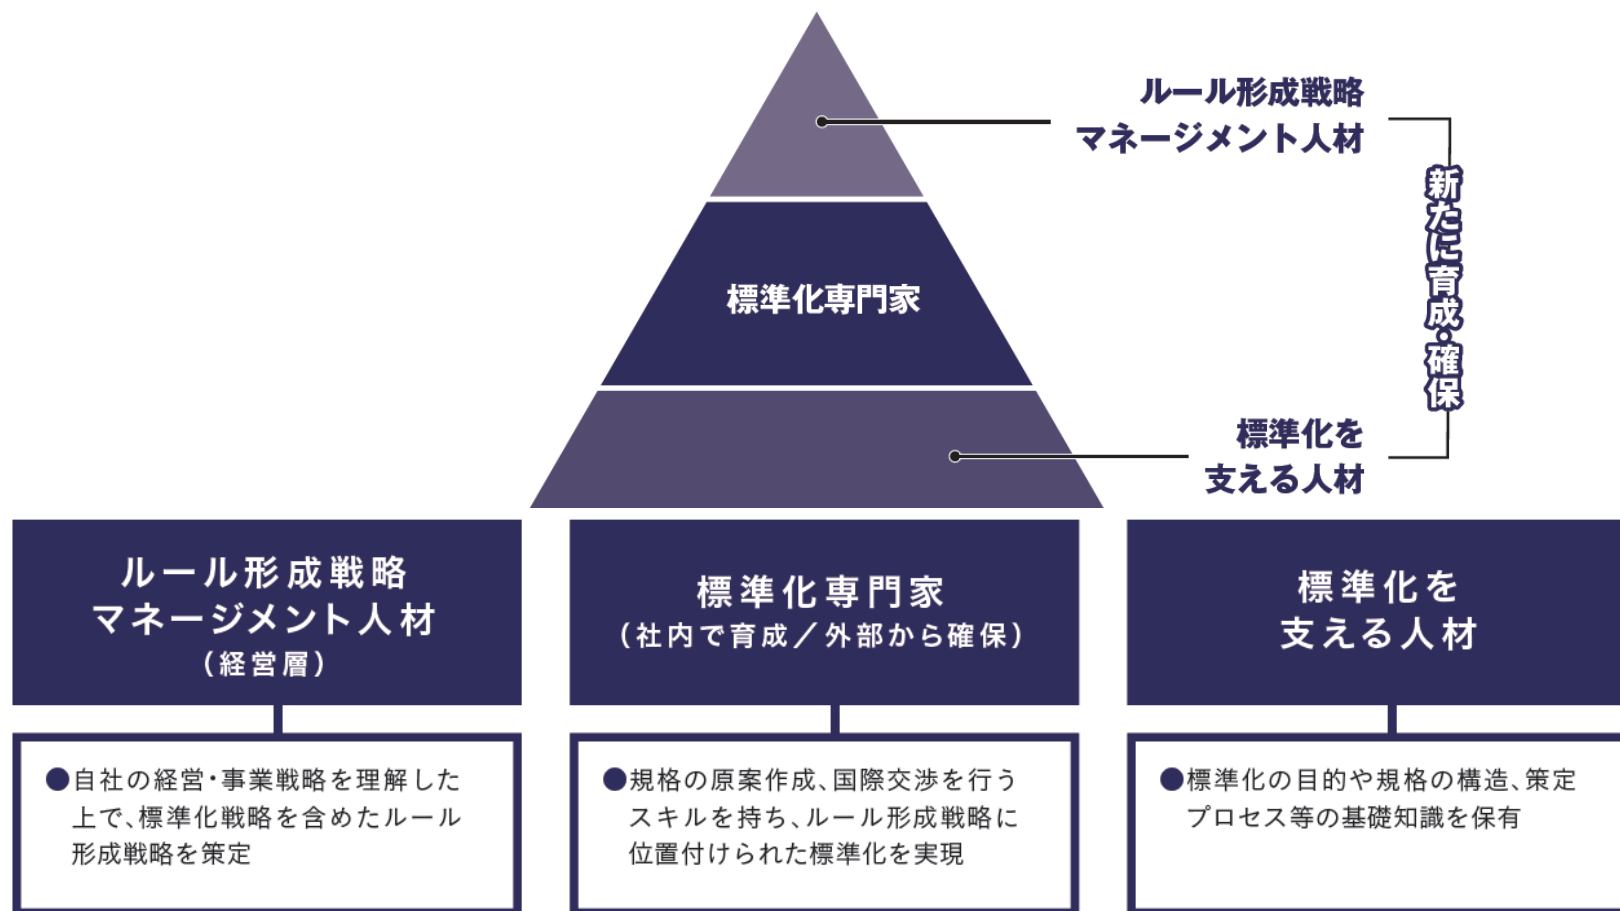 ルール形成戦略
マネージメント人材
新たに育成・確保
標準化専門家
標準化を
支える人材
ルール形成戦略
マネージメント人材
（経営層）
標準化専門家
（社内で育成／外部から確保）
標準化を
支える人材
●自社の経営・事業戦略を理解した
上で、標準化戦略を含めたルール
形成戦略を策定
●規格の原案作成、国際交渉を行う
スキルを持ち、ルール形成戦略に
位置付けられた標準化を実現
●標準化の目的や規格の構造、策定
プロセス等の基礎知識を保有